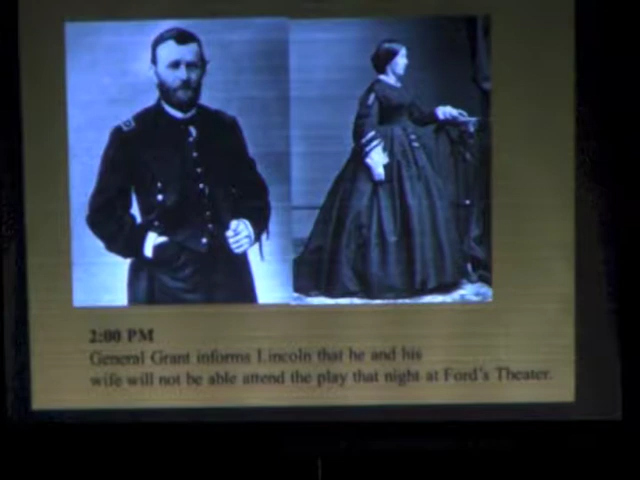 2:00 PM
General Grant informs Lincoln that he and his
wife will not be able attend the play that night at Ford's Theater.